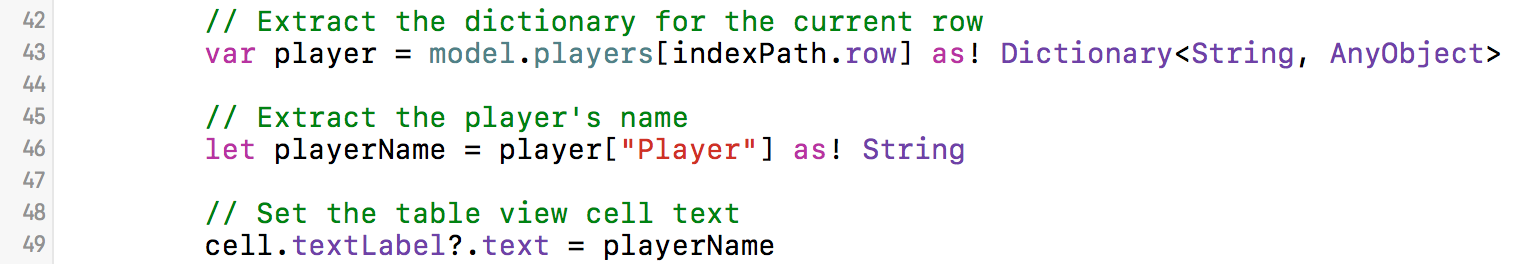 42 // Extract the dictionary for the current row
43 var player = model.players[indexPath.row] as! Dictionary<String, AnyObject>
44
45 // Extract the player's name
46 let playerName = player["Player"] as! String
47
48 // Set the table view cell text
49 cell.textLabel?.text = playerName